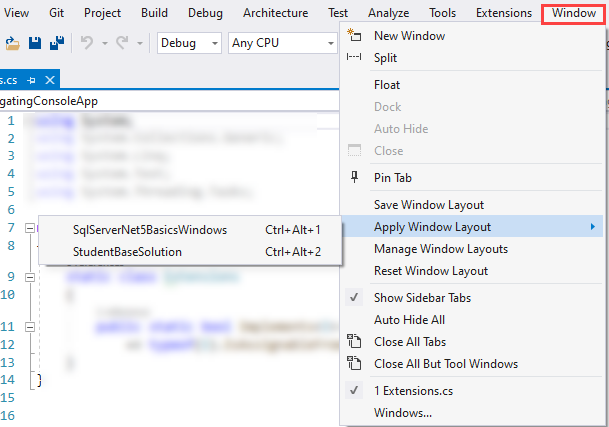 View Git Project Build Debug Architecture Test Analyze Tools Extensions Window
Debug Any CPU
s.cs
gatingConsoleApp
1
2
3
4
5
6
7
8
9
10
11
12
13
14
15
16
}
New Window
Split
Float
Dock
Auto Hide
Close
Pin Tab
Save Window Layout
Apply Window Layout
Manage Window Layouts
Reset Window Layout
Show Sidebar Tabs
Auto Hide All
Close All Tabs
Close All But Tool Windows
1 Extensions.cs
Windows...
SqlServerNet5BasicsWindows Ctrl+Alt+1
StudentBaseSolution Ctrl+Alt+2